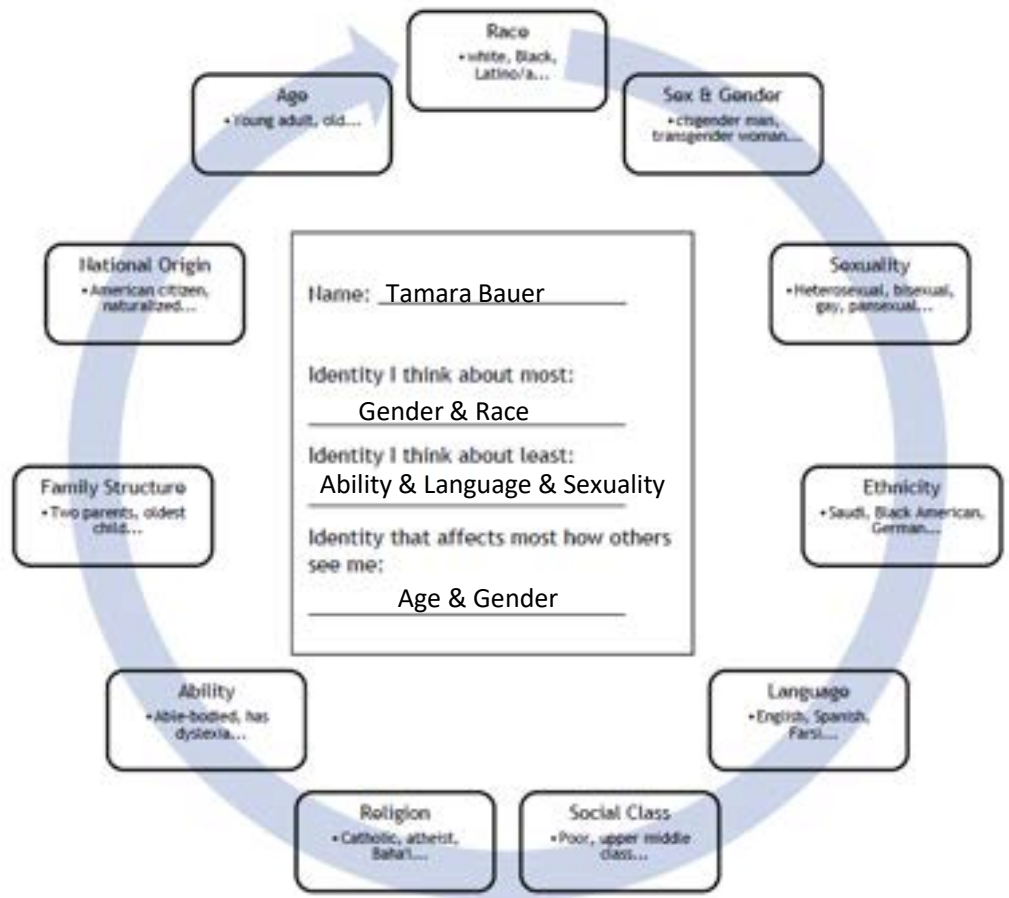 Race
•white, Black,
Latino/a...
Sex & Gender
•cisgender man,
transgender woman...
Sexuality
•Heterosexual, bisexual,
gay, pansexual...
Ethnicity
•Saudi, Black American,
German...
Language
•English, Spanish,
Farsi...
Social Class
•Poor, upper middle
class...
Religion
•Catholic, atheist,
Baha'i...
Ability
•Able-bodied, has
dyslexia...
Family Structure
•Two parents, oldest
child...
National Origin
•American citizen,
naturalized...
Age
•Young adult, old...
Name: Tamara Bauer
Identity I think about most:
Gender & Race
Identity I think about least:
Ability & Language & Sexuality
Identity that affects most how others
see me:
Age & Gender